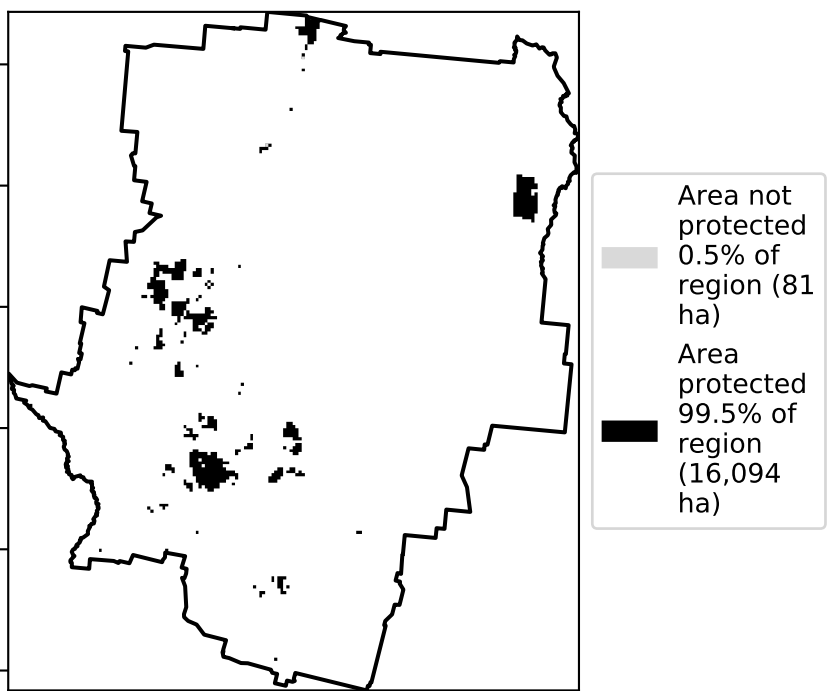 Area not
protected
0.5% of
region (81
ha)
Area
protected
99.5% of
region
(16,094
ha)